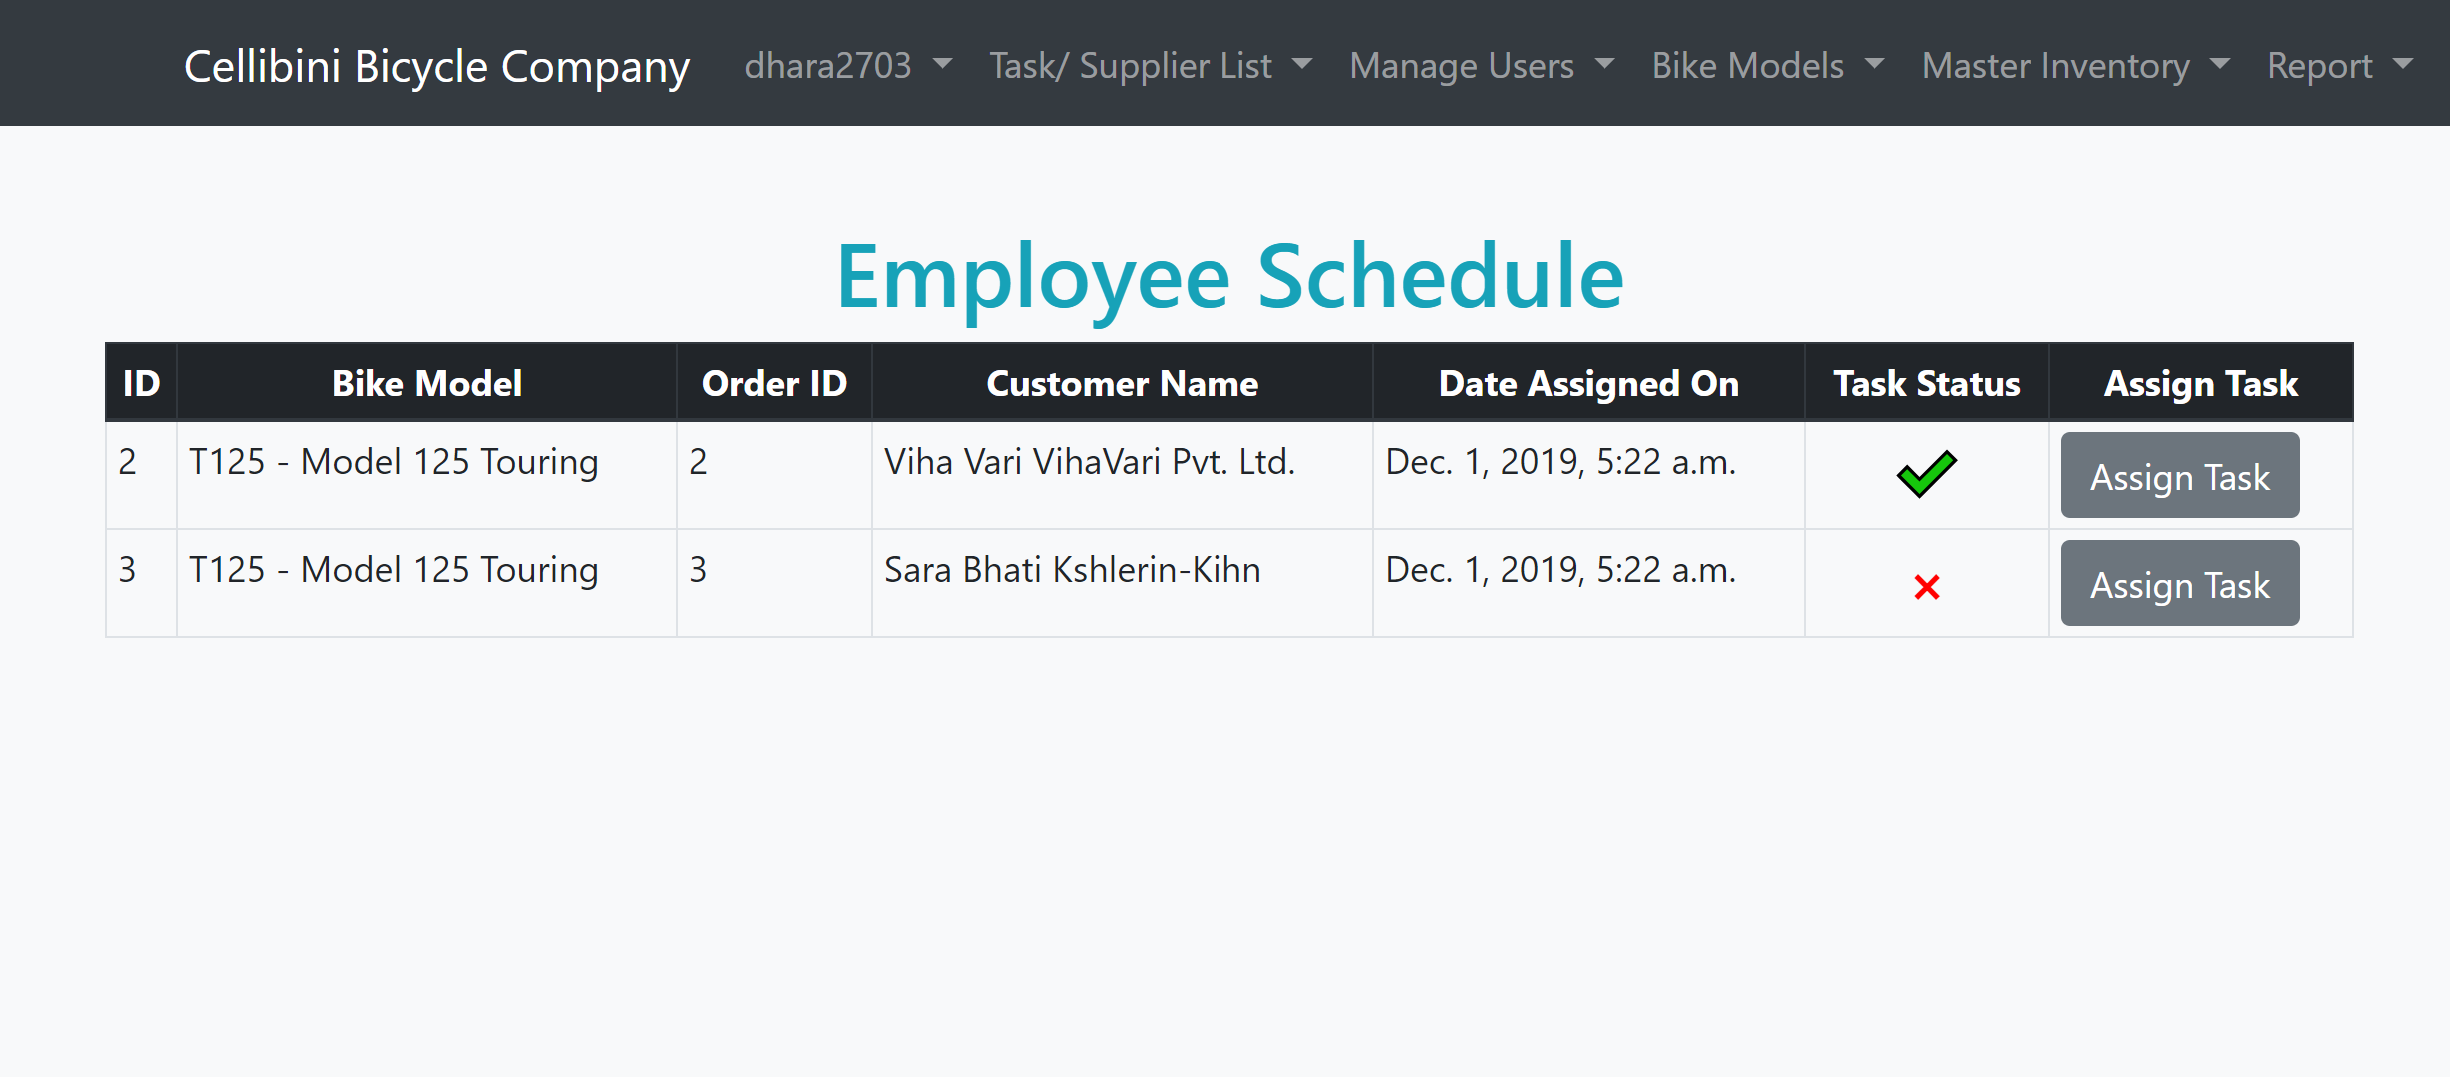 Cellibini Bicycle Company dhara2703 Task/ Supplier List Manage Users Bike Models Master Inventory Report
Employee Schedule
ID Bike Model Order ID Customer Name Date Assigned On Task Status Assign Task
2 T125 - Model 125 Touring 2 Viha Vari VihaVari Pvt. Ltd. Dec. 1, 2019, 5:22 a.m. Assign Task
3 T125 - Model 125 Touring 3 Sara Bhati Kshlerin-Kihn Dec. 1, 2019, 5:22 a.m. Assign Task